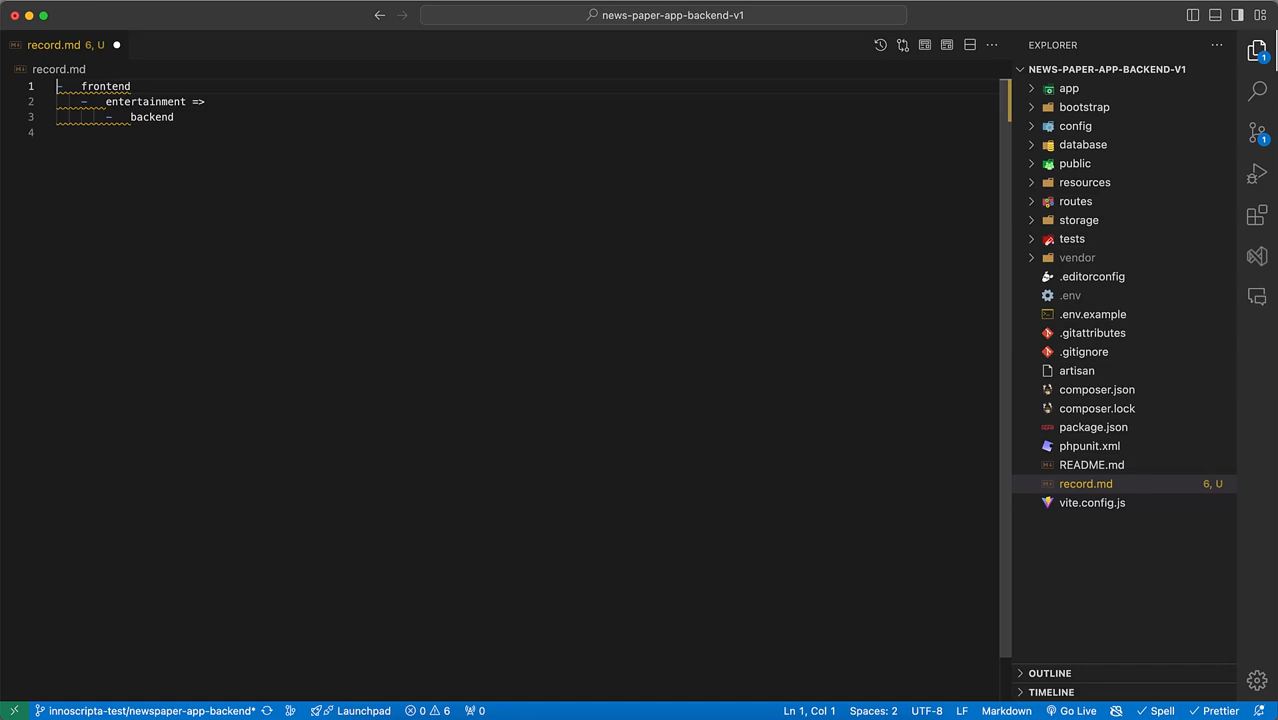 news-paper-app-backend-v1
record.md 6, U
record.md
1 - frontend
2 - entertainment =>
3 - backend
4
EXPLORER
NEWS-PAPER-APP-BACKEND-V1
app
bootstrap
config
database
public
resources
routes
storage
tests
vendor
.editorconfig
.env
.env.example
.gitattributes
.gitignore
artisan
composer.json
composer.lock
package.json
phpunit.xml
README.md
record.md 6, U
vite.config.js
OUTLINE
TIMELINE
1
1
innoscripta-test/newspaper-app-backend* Launchpad 0 6 0 Ln 1, Col 1 Spaces: 2 UTF-8 LF Markdown Go Live Spell Prettier